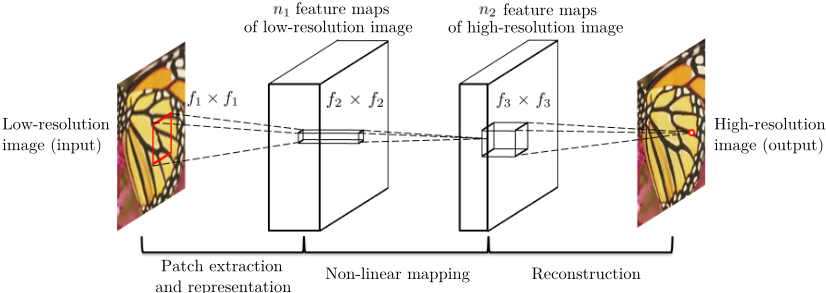 n₁ feature maps
of low-resolution image
n₂ feature maps
of high-resolution image
f₁ × f₁
f₂ × f₂
f₃ × f₃
Low-resolution
image (input)
High-resolution
image (output)
Patch extraction
and representation
Non-linear mapping
Reconstruction